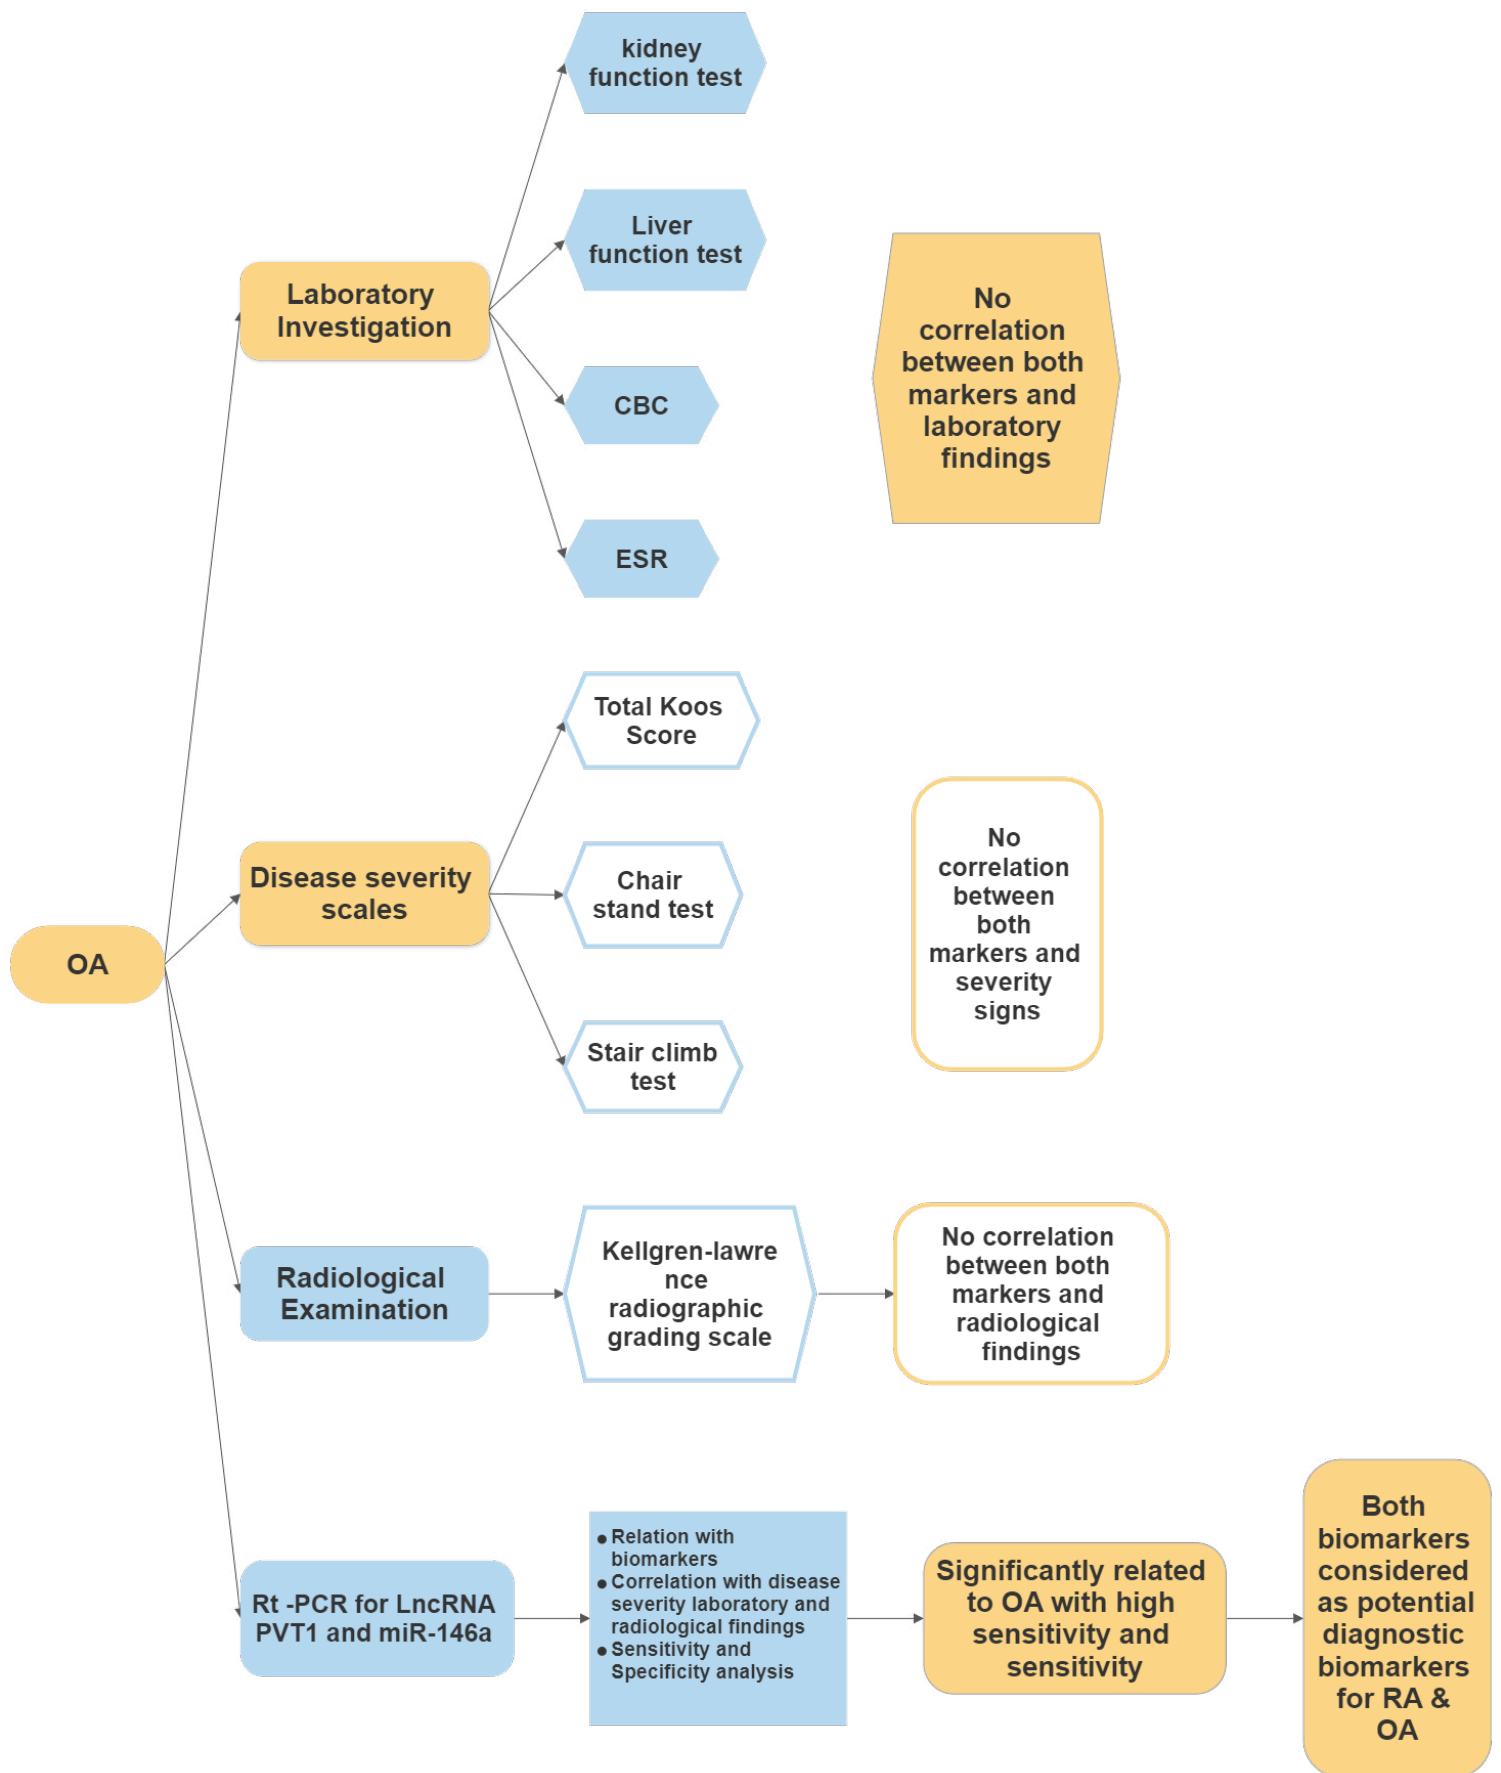 kidney
function test
Liver
function test
Laboratory
Investigation
CBC
ESR
No
correlation
between both
markers and
laboratory
findings
OA
Disease severity
scales
Total Koos
Score
Chair
stand test
Stair climb
test
No
correlation
between
both
markers and
severity
signs
Radiological
Examination
Kellgren-lawre
nce
radiographic
grading scale
No correlation
between both
markers and
radiological
findings
Rt -PCR for LncRNA
PVT1 and miR-146a
● Relation with
biomarkers
● Correlation with disease
severity laboratory and
radiological findings
● Sensitivity and
Specificity analysis
Significantly related
to OA with high
sensitivity and
sensitivity
Both
biomarkers
considered
as potential
diagnostic
biomarkers
for RA &
OA